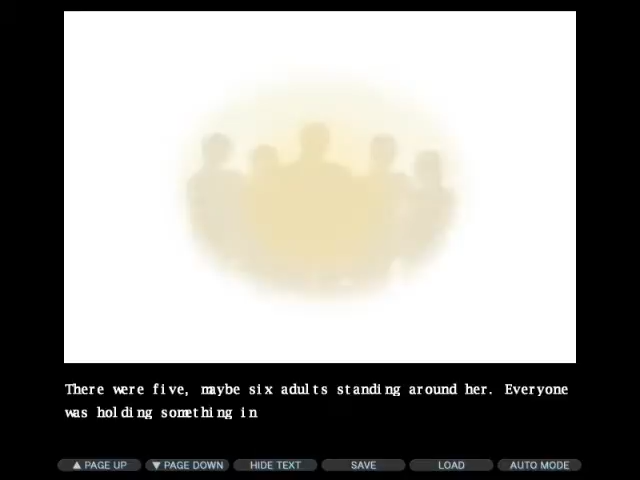 There were five, maybe six adults standing around her. Everyone
was holding something in
▲ PAGE UP ▼ PAGE DOWN HIDE TEXT SAVE LOAD AUTO MODE